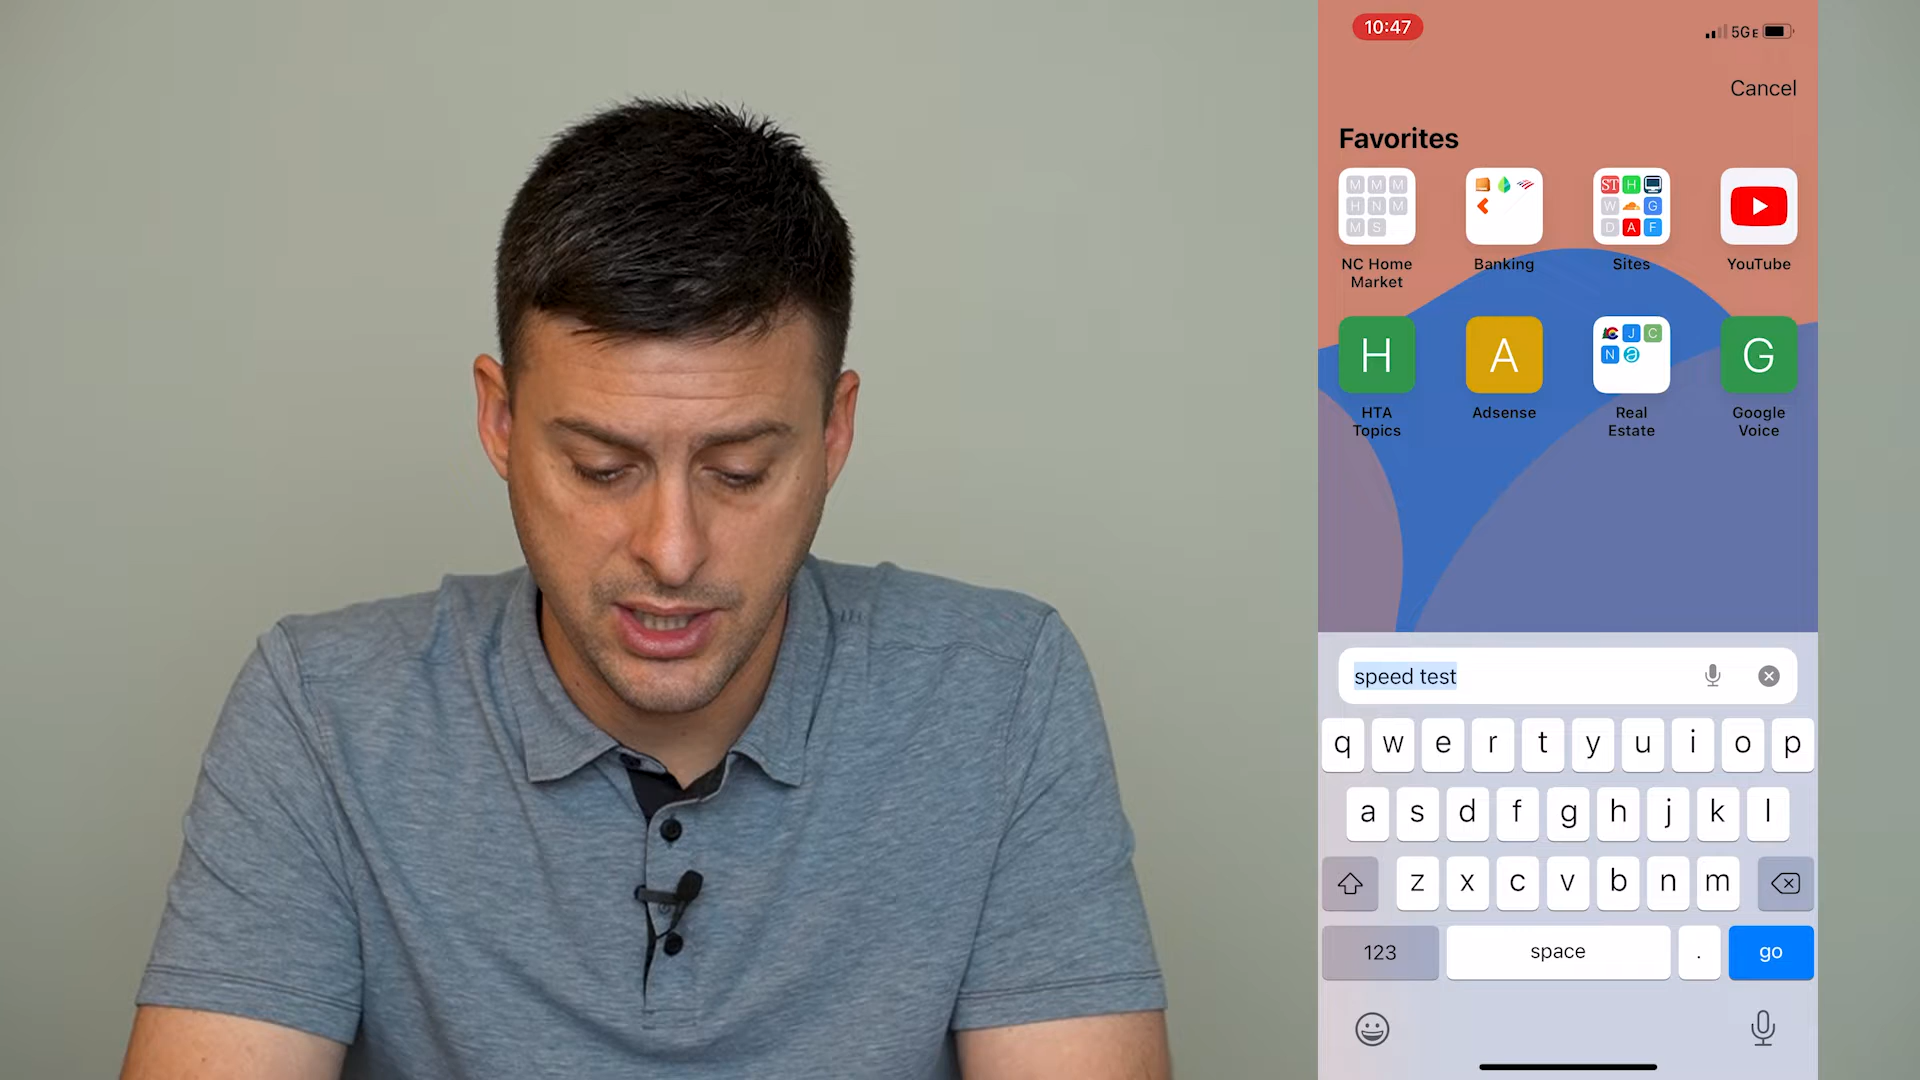 10:47
5GE
Cancel
Favorites
M M M
H N M
M S
ST H
W G
D A F
NC Home
Market
Banking
Sites
YouTube
H
A
J C
N a
G
HTA
Topics
Adsense
Real
Estate
Google
Voice
speed test
q w e r t y u i o p
a s d f g h j k l
z x c v b n m
123
space
.
go